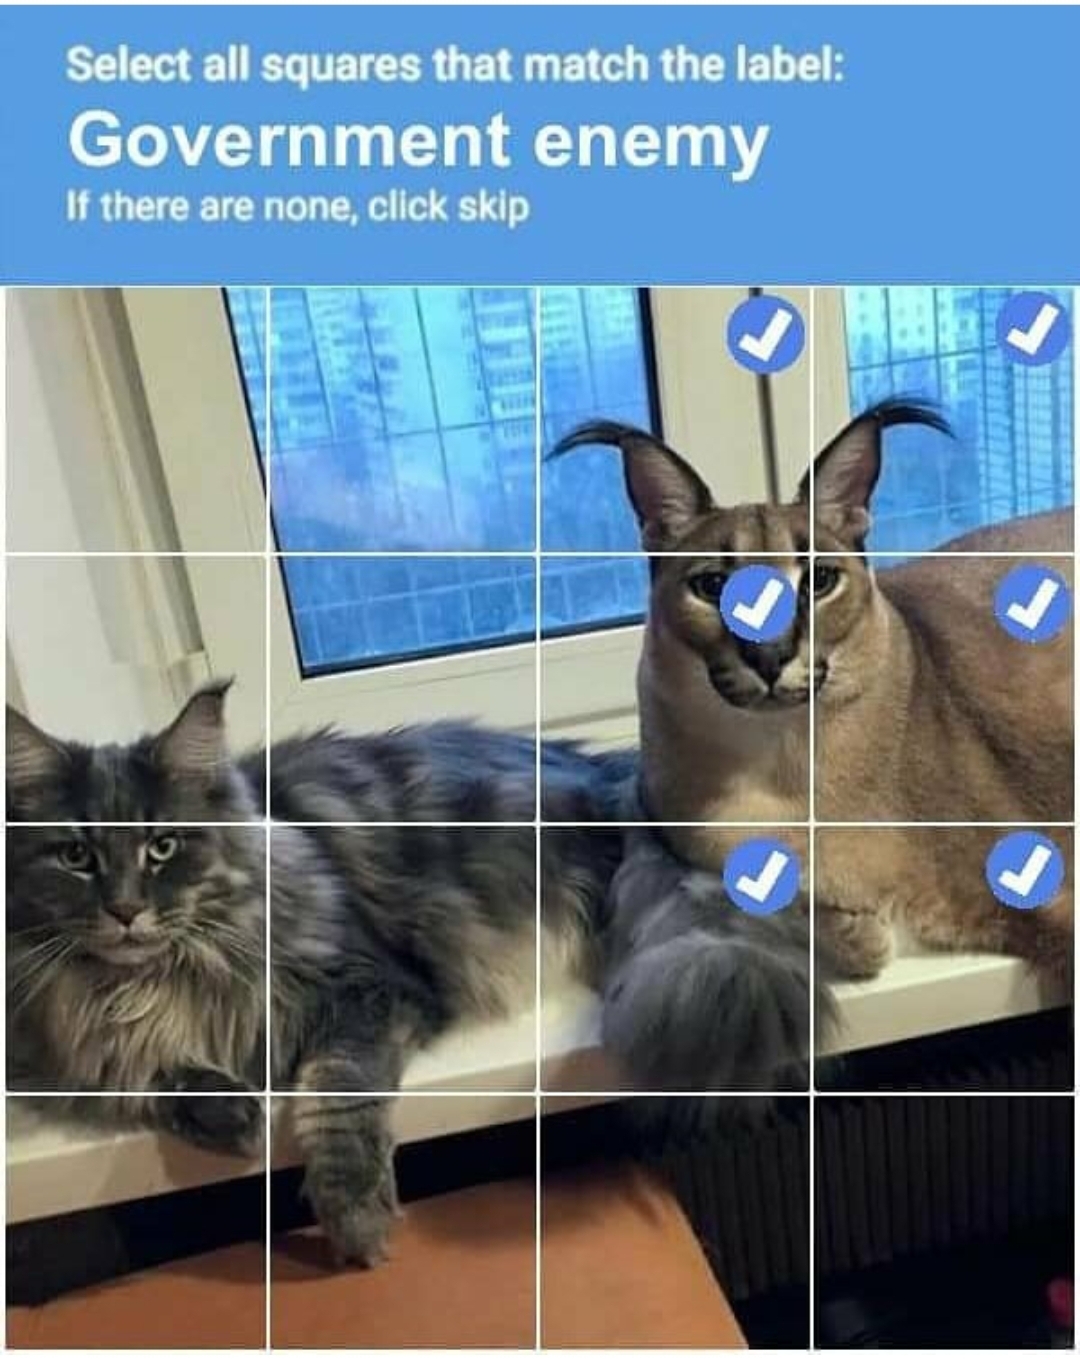 Select all squares that match the label:
Government enemy
If there are none, click skip